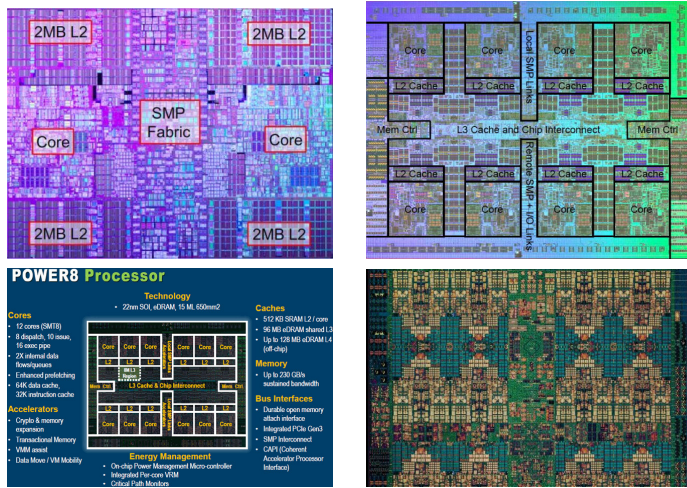 2MB L2
2MB L2
SMP
Fabric
Core
Core
2MB L2
2MB L2
Core
Core
Core
Core
Local SMP Links
L2 Cache
L2 Cache
L2 Cache
L2 Cache
Mem Ctrl
L3 Cache and Chip Interconnect
Mem Ctrl
Remote SMP + I/O Links
L2 Cache
L2 Cache
L2 Cache
L2 Cache
Core
Core
Core
Core
POWER8 Processor
Technology
• 22nm SOI, eDRAM, 15 ML 650mm2
Cores
• 12 cores (SMT8)
• 8 dispatch, 10 issue,
16 exec pipe
• 2X internal data
flows/queues
• Enhanced prefetching
• 64K data cache,
32K instruction cache
Accelerators
• Crypto & memory
expansion
• Transactional Memory
• VMM assist
• Data Move / VM Mobility
Core
Core
Core
Core
Core
Core
L2
L2
L2
L2
L2
L2
8M L3
Region
Mem Ctrl
L3 Cache & Chip Interconnect
Mem Ctrl
L2
L2
L2
L2
L2
L2
Core
Core
Core
Core
Core
Core
Energy Management
• On-chip Power Management Micro-controller
• Integrated Per-core VRM
• Critical Path Monitors
Caches
• 512 KB SRAM L2 / core
• 96 MB eDRAM shared L3
• Up to 128 MB eDRAM L4
(off-chip)
Memory
• Up to 230 GB/s
sustained bandwidth
Bus Interfaces
• Durable open memory
attach interface
• Integrated PCIe Gen3
• SMP Interconnect
• CAPI (Coherent
Accelerator Processor
Interface)